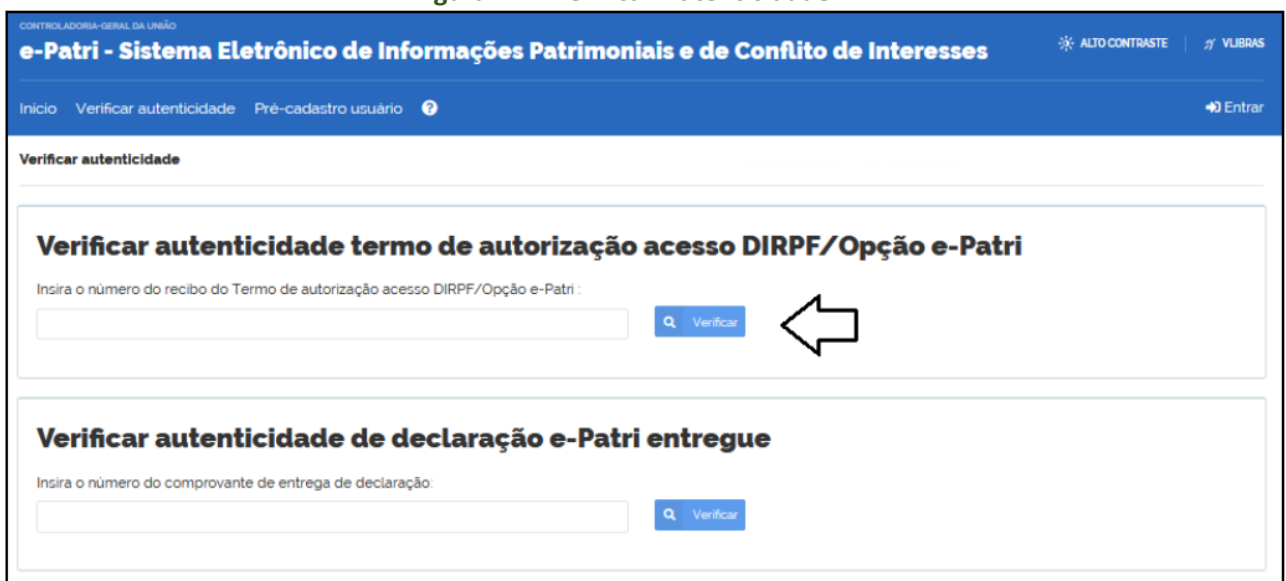 CONTROLADORIA-GERAL DA UNIÃO
e-Patri - Sistema Eletrônico de Informações Patrimoniais e de Conflito de Interesses
ALTO CONTRASTE
VLIBRAS
Início Verificar autenticidade Pré-cadastro usuário ?
Entrar
Verificar autenticidade
Verificar autenticidade termo de autorização acesso DIRPF/Opção e-Patri
Insira o número do recibo do Termo de autorização acesso DIRPF/Opção e-Patri :
Verificar
Verificar autenticidade de declaração e-Patri entregue
Insira o número do comprovante de entrega de declaração:
Verificar